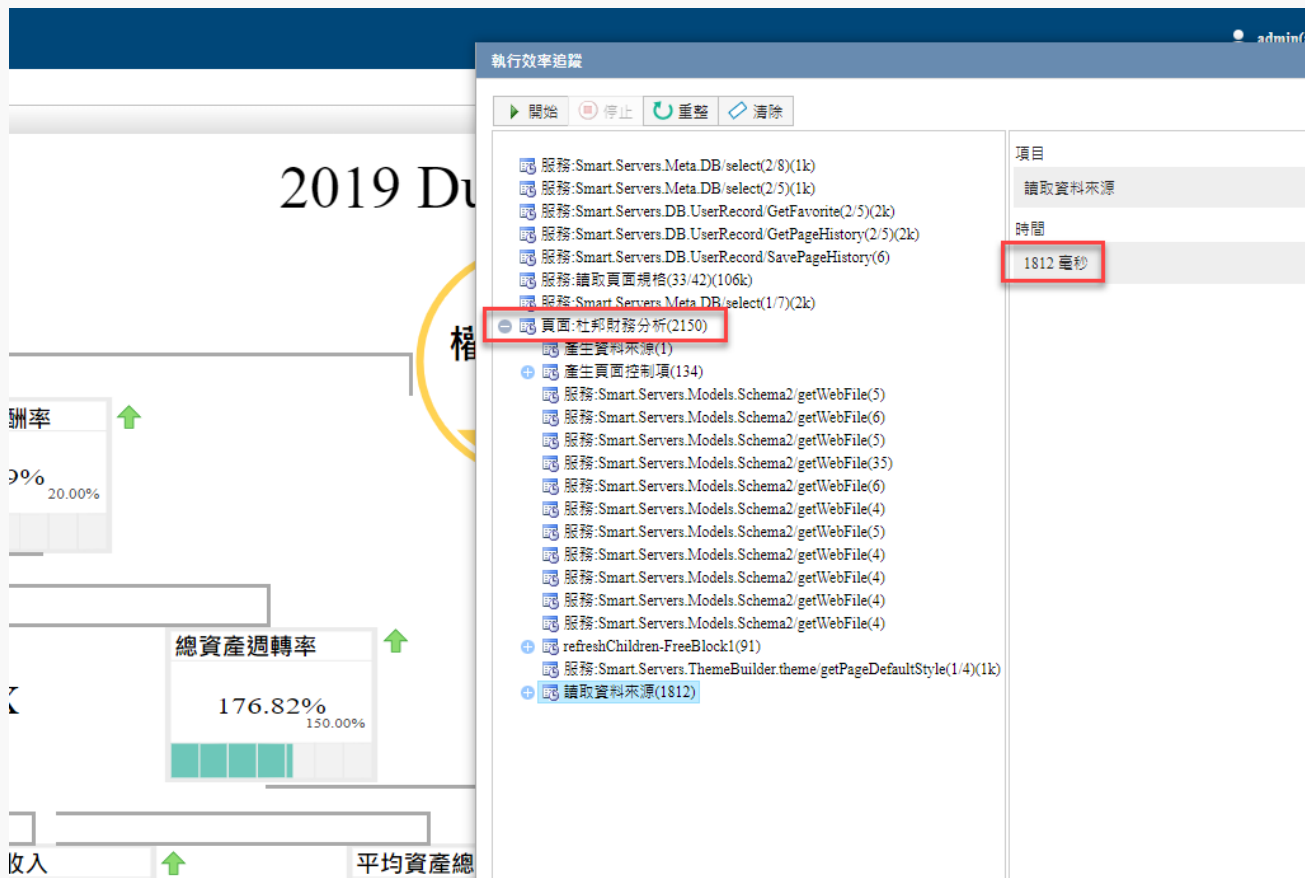 admin(
執行效率追蹤
開始
停止
重整
清除
2019 Du
權
酬率
9%
20.00%
總資產週轉率
176.82%
150.00%
收入
平均資產總
服務:Smart.Servers.Meta.DB/select(2/8)(1k)
服務:Smart.Servers.Meta.DB/select(2/5)(1k)
服務:Smart.Servers.DB.UserRecord/GetFavorite(2/5)(2k)
服務:Smart.Servers.DB.UserRecord/GetPageHistory(2/5)(2k)
服務:Smart.Servers.DB.UserRecord/SavePageHistory(6)
服務:讀取頁面規格(33/42)(106k)
服務:Smart.Servers.Meta.DB/select(1/7)(2k)
頁面:杜邦財務分析(2150)
產生資料來源(1)
產生頁面控制項(134)
服務:Smart.Servers.Models.Schema2/getWebFile(5)
服務:Smart.Servers.Models.Schema2/getWebFile(6)
服務:Smart.Servers.Models.Schema2/getWebFile(5)
服務:Smart.Servers.Models.Schema2/getWebFile(35)
服務:Smart.Servers.Models.Schema2/getWebFile(6)
服務:Smart.Servers.Models.Schema2/getWebFile(4)
服務:Smart.Servers.Models.Schema2/getWebFile(5)
服務:Smart.Servers.Models.Schema2/getWebFile(4)
服務:Smart.Servers.Models.Schema2/getWebFile(4)
服務:Smart.Servers.Models.Schema2/getWebFile(4)
服務:Smart.Servers.Models.Schema2/getWebFile(4)
refreshChildren-FreeBlock1(91)
服務:Smart.Servers.ThemeBuilder.theme/getPageDefaultStyle(1/4)(1k)
讀取資料來源(1812)
項目
讀取資料來源
時間
1812 毫秒